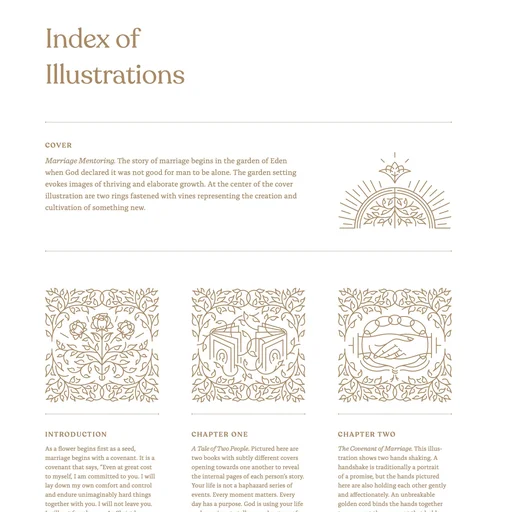 Index of
Illustrations
COVER
Marriage Mentoring. The story of marriage begins in the garden of Eden
when God declared it was not good for man to be alone. The garden setting
evokes images of thriving and elaborate growth. At the center of the cover
illustration are two rings fastened with vines representing the creation and
cultivation of something new.
INTRODUCTION
As a flower begins first as a seed,
marriage begins with a covenant. It is a
covenant that says, "Even at great cost
to myself, I am committed to you. I will
lay down my own comfort and control
and endure unimaginably hard things
together with you. I will not leave you.
CHAPTER ONE
A Tale of Two People. Pictured here are
two books with subtly different covers
opening towards one another to reveal
the internal pages of each person's story.
Your life is not a haphazard series of
events. Every moment matters. Every
day has a purpose. God is using your life
CHAPTER TWO
The Covenant of Marriage. This illus-
tration shows two hands shaking. A
handshake is traditionally a portrait
of a promise, but the hands pictured
here are also holding each other gently
and affectionately. An unbreakable
golden cord binds the hands together